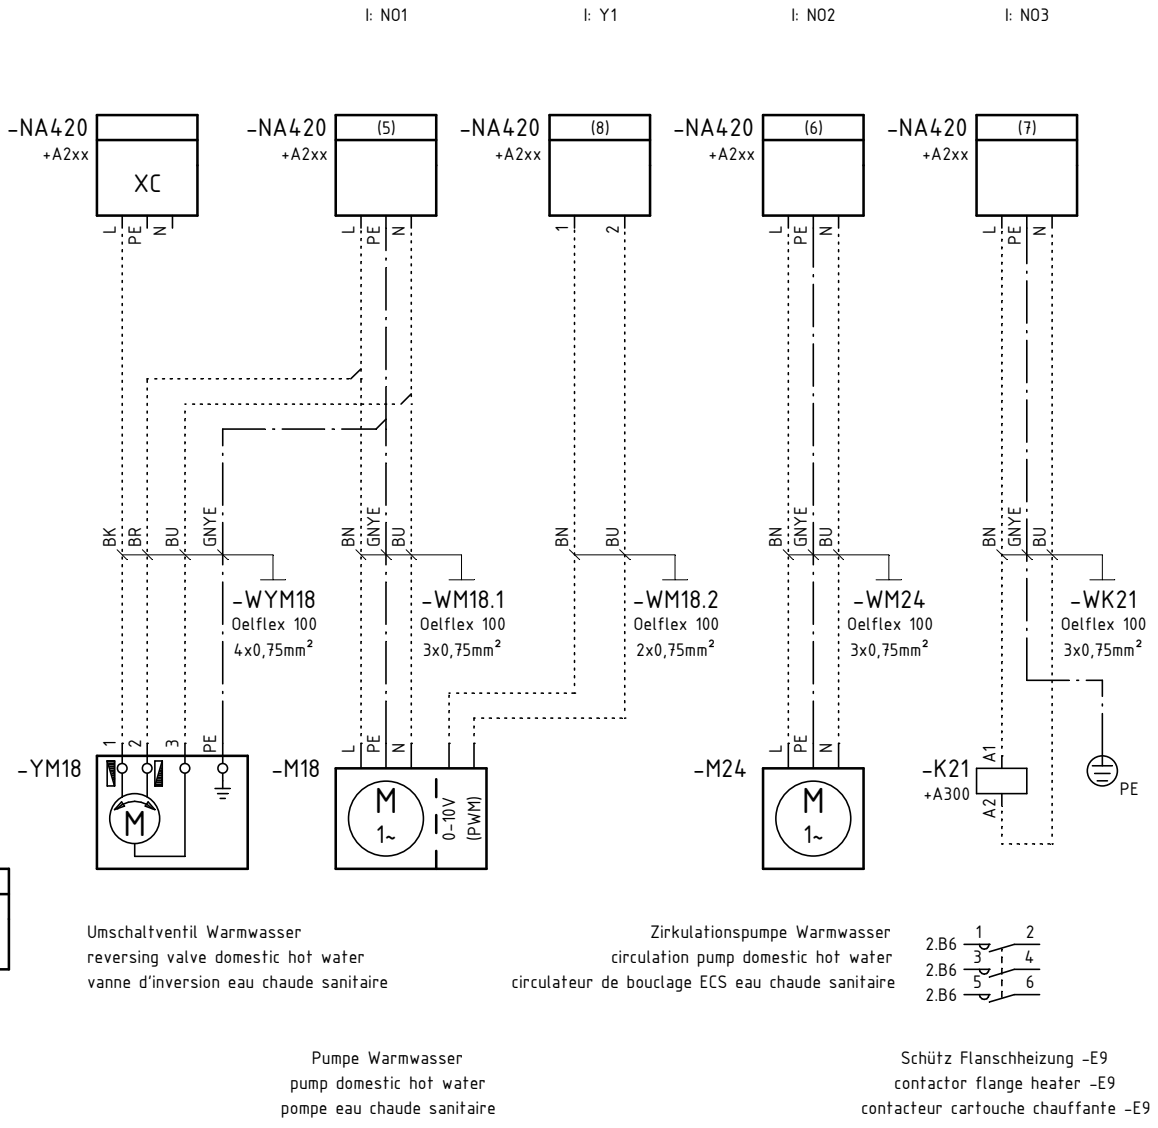 I: NO1 I: Y1 I: NO2 I: NO3
(5) (8) (6) (7)
-NA420 -NA420 -NA420 -NA420 -NA420
+A2xx +A2xx +A2xx +A2xx +A2xx
XC
L PE N L PE N 1 2 L PE N L PE N
BK BR BU GNYE BN GNYE BU BN BU BN GNYE BU BN GNYE BU
-WYM18 -WM18.1 -WM18.2 -WM24 -WK21
Oelflex 100 Oelflex 100 Oelflex 100 Oelflex 100 Oelflex 100
4x0,75mm² 3x0,75mm² 2x0,75mm² 3x0,75mm² 3x0,75mm²
1 2 3 PE L PE N L PE N A1
-YM18 -M18 -M24 -K21
+A300 PE
M M 0-10V (PWM) M A2
1~ 1~
Umschaltventil Warmwasser
reversing valve domestic hot water
vanne d'inversion eau chaude sanitaire
Zirkulationspumpe Warmwasser
circulation pump domestic hot water
circulateur de bouclage ECS eau chaude sanitaire
1 2
2.B6
3 4
2.B6
5 6
2.B6
Pumpe Warmwasser
pump domestic hot water
pompe eau chaude sanitaire
Schütz Flanschheizung -E9
contactor flange heater -E9
contacteur cartouche chauffante -E9